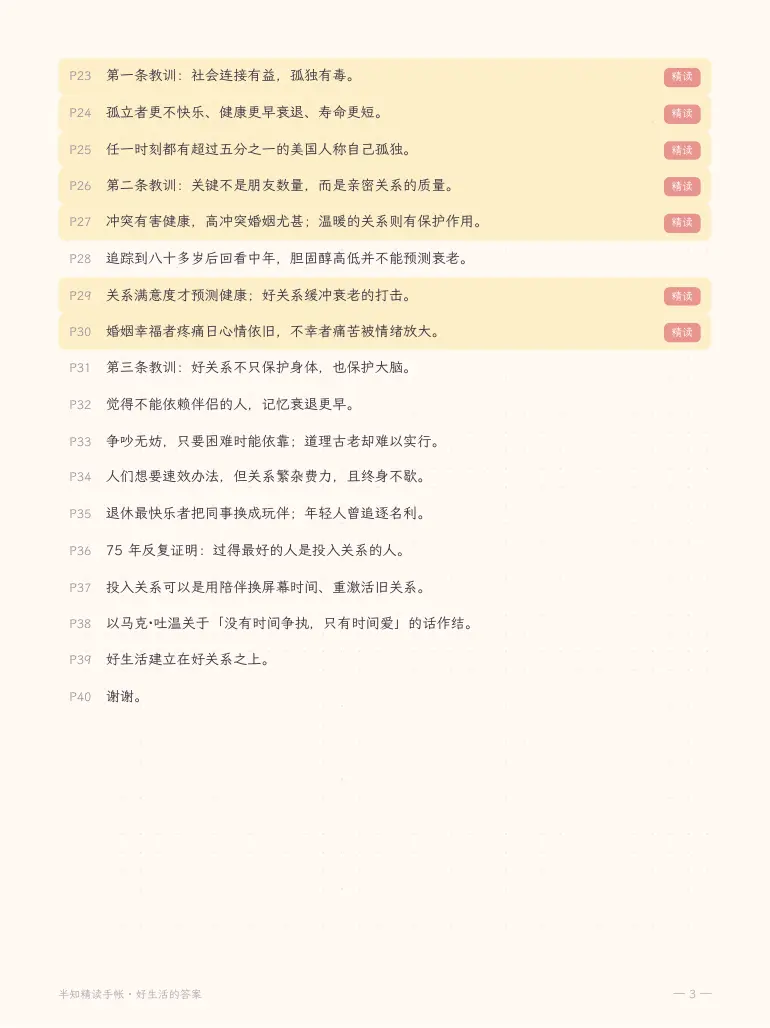 P23 第一条教训：社会连接有益，孤独有毒。 精读
P24 孤立者更不快乐、健康更早衰退、寿命更短。 精读
P25 任一时刻都有超过五分之一的美国人称自己孤独。 精读
P26 第二条教训：关键不是朋友数量，而是亲密关系的质量。 精读
P27 冲突有害健康，高冲突婚姻尤甚；温暖的关系则有保护作用。 精读
P28 追踪到八十多岁后回看中年，胆固醇高低并不能预测衰老。
P29 关系满意度才预测健康；好关系缓冲衰老的打击。 精读
P30 婚姻幸福者疼痛日心情依旧，不幸者痛苦被情绪放大。 精读
P31 第三条教训：好关系不只保护身体，也保护大脑。
P32 觉得不能依赖伴侣的人，记忆衰退更早。
P33 争吵无妨，只要困难时能依靠；道理古老却难以实行。
P34 人们想要速效办法，但关系繁杂费力，且终身不歇。
P35 退休最快乐者把同事换成玩伴；年轻人曾追逐名利。
P36 75 年反复证明：过得最好的人是投入关系的人。
P37 投入关系可以是用陪伴换屏幕时间、重激活旧关系。
P38 以马克·吐温关于「没有时间争执，只有时间爱」的话作结。
P39 好生活建立在好关系之上。
P40 谢谢。
半知精读手帐·好生活的答案 — 3 —